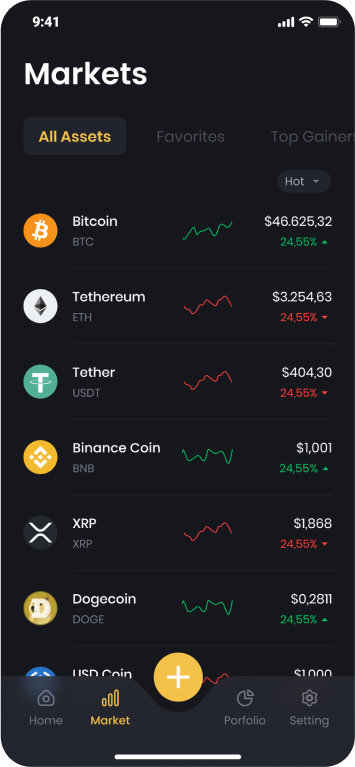 9:41
Markets
All Assets Favorites Top Gainers
Hot
Bitcoin $46.625,32
BTC 24,55%
Tethereum $3.254,63
ETH 24,55%
Tether $404,30
USDT 24,55%
Binance Coin $1,001
BNB 24,55%
XRP $1,868
XRP 24,55%
Dogecoin $0,2811
DOGE 24,55%
USD Coin $1,000
Home Market Porfolio Setting